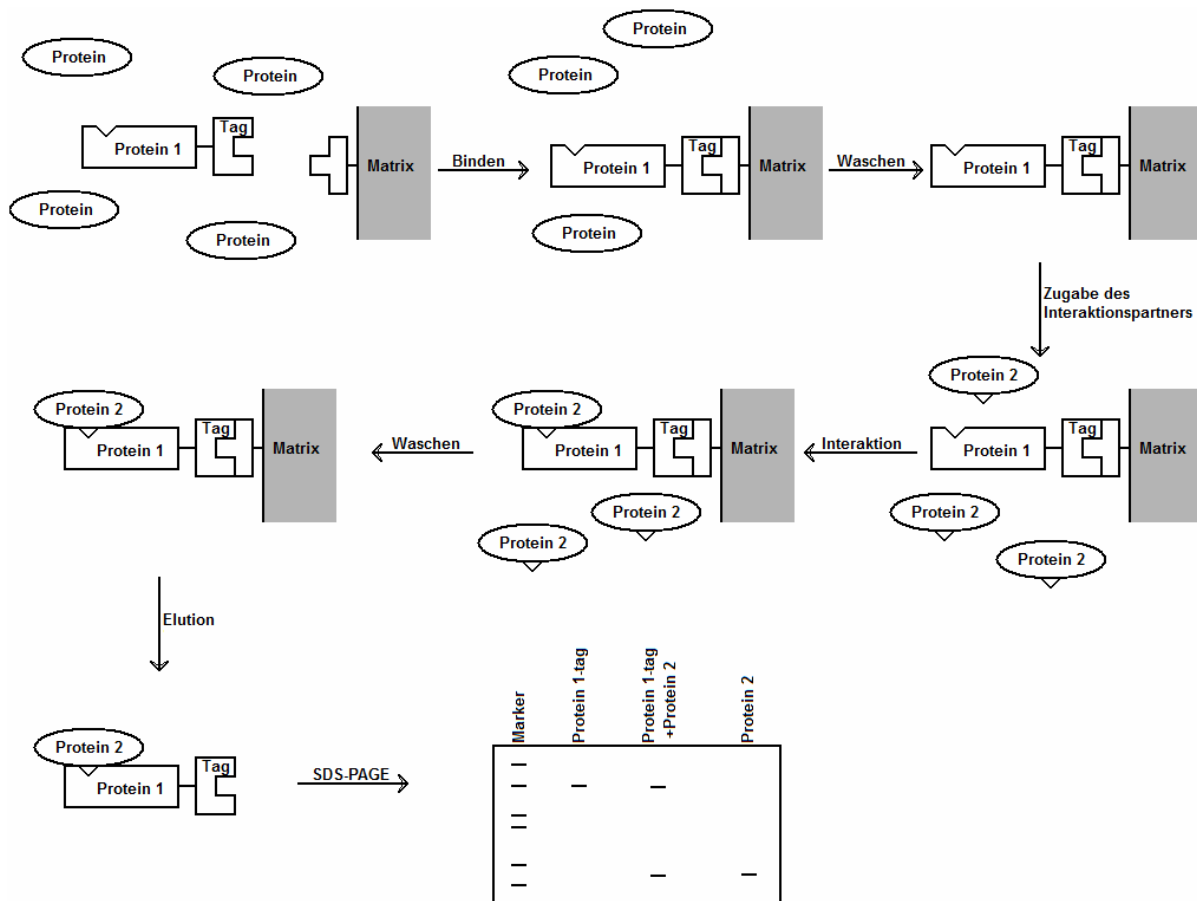 Protein
Protein
Protein 1
Tag
Matrix
Protein
Protein
Binden
Protein
Protein
Protein 1
Tag
Matrix
Protein
Waschen
Protein 1
Tag
Matrix
Zugabe des
Interaktionspartners
Protein 2
Protein 1
Tag
Matrix
Protein 2
Protein 2
Interaktion
Protein 2
Protein 1
Tag
Matrix
Protein 2
Protein 2
Waschen
Protein 2
Protein 1
Tag
Matrix
Elution
Protein 2
Protein 1
Tag
SDS-PAGE
Marker
Protein 1-tag
Protein 1-tag
+Protein 2
Protein 2